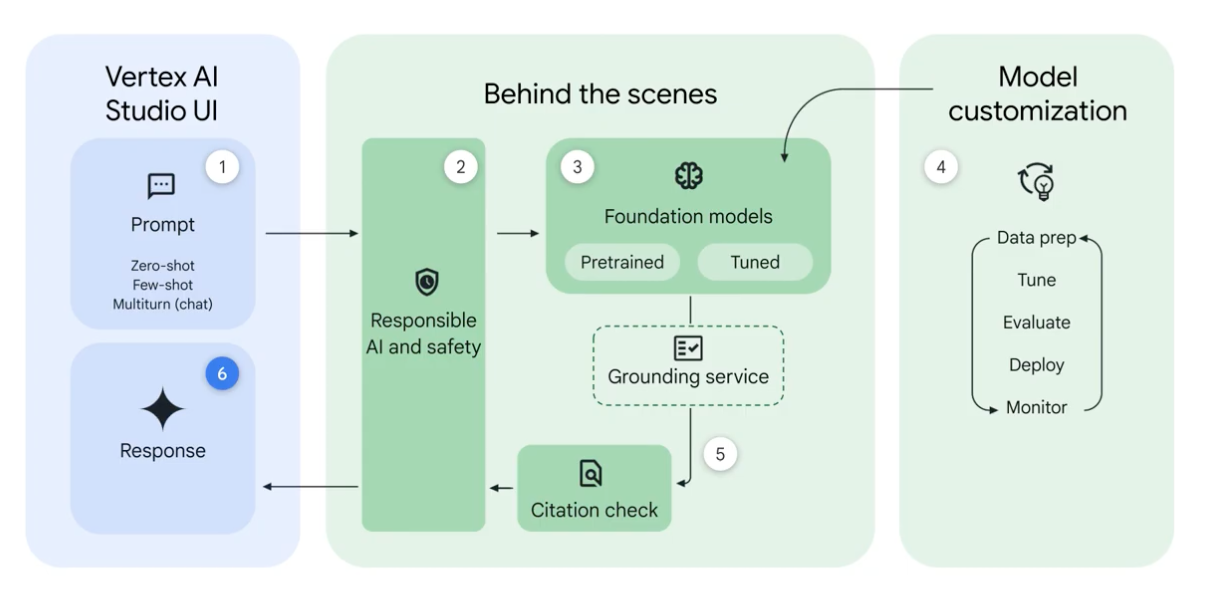 Vertex AI
Studio UI
1
Prompt
Zero-shot
Few-shot
Multiturn (chat)
6
Response
Behind the scenes
2
Responsible
AI and safety
3
Foundation models
Pretrained
Tuned
Grounding service
5
Citation check
Model
customization
4
Data prep
Tune
Evaluate
Deploy
Monitor